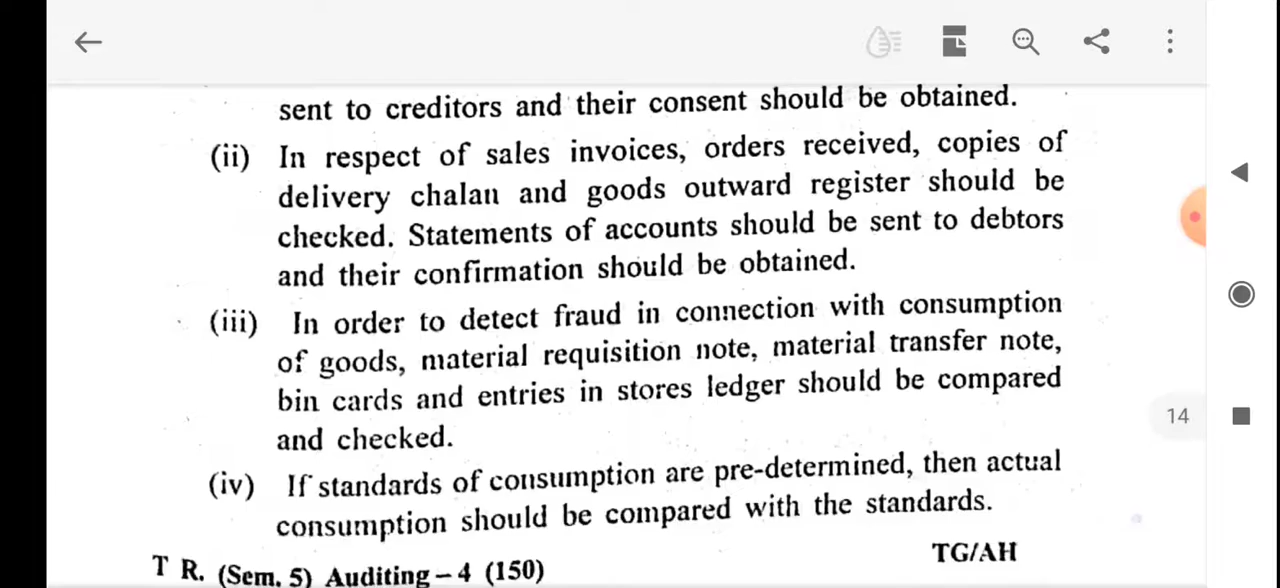 sent to creditors and their consent should be obtained.
(ii) In respect of sales invoices, orders received, copies of
delivery chalan and goods outward register should be
checked. Statements of accounts should be sent to debtors
and their confirmation should be obtained.
(iii) In order to detect fraud in connection with consumption
of goods, material requisition note, material transfer note,
bin cards and entries in stores ledger should be compared
and checked.
14
(iv) If standards of consumption are pre-determined, then actual
consumption should be compared with the standards.
TG/AH
T R. (Sem. 5) Auditing – 4 (150)